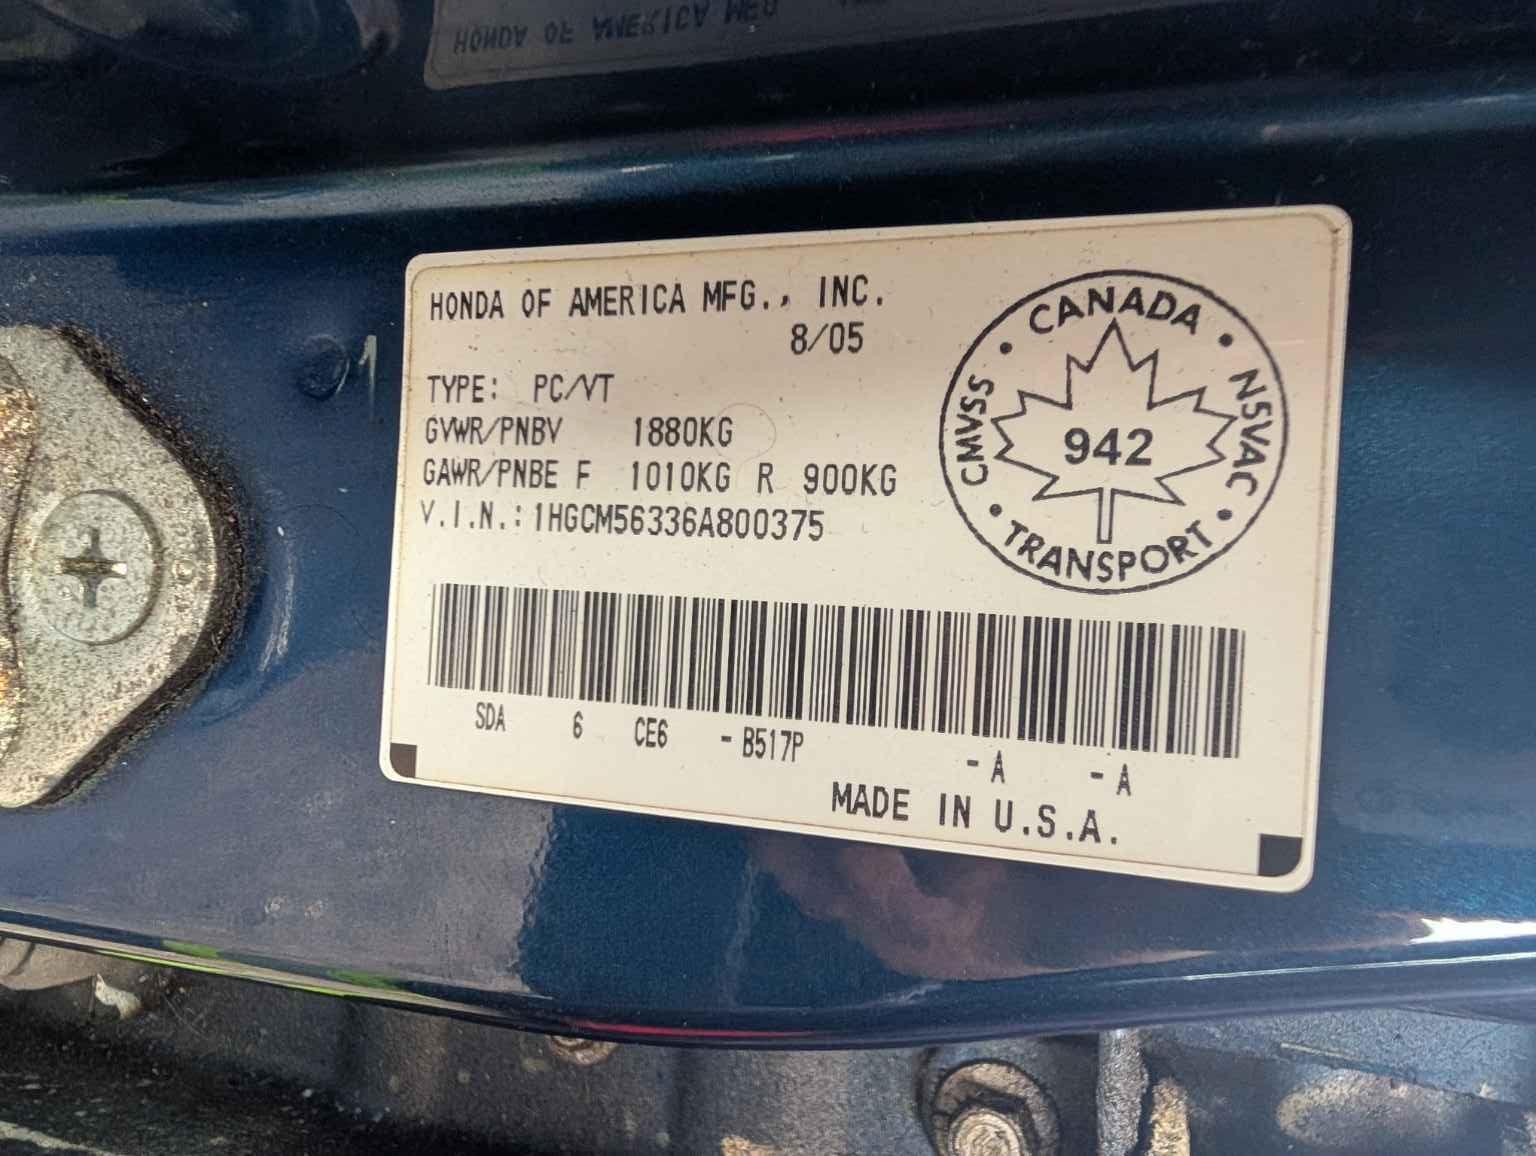 HONDA OF AMERICA MFG
HONDA OF AMERICA MFG., INC.
8/05
TYPE: PC/VT
GVWR/PNBV 1880KG
GAWR/PNBE F 1010KG R 900KG
V.I.N.: 1HGCM56336A800375
CANADA
CMVSS
NSVAC
942
TRANSPORT
SDA 6 CE6 - B517P - A - A
MADE IN U.S.A.
1